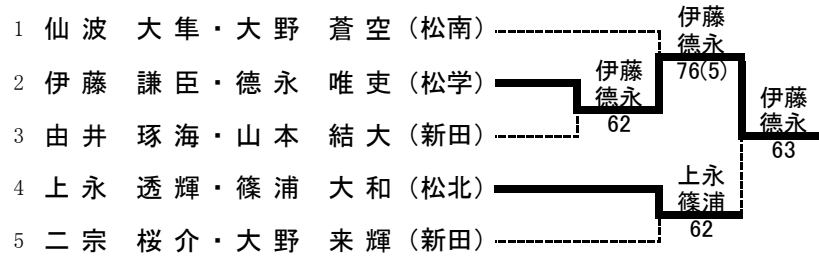 1 仙波 大隼・大野 蒼空（松南）
2 伊藤 謙臣・德永 唯吏（松学）
3 由井 琢海・山本 結大（新田）
4 上永 透輝・篠浦 大和（松北）
5 二宗 桜介・大野 来輝（新田）
伊藤
德永
62
伊藤
德永
76(5)
上永
篠浦
62
伊藤
德永
63